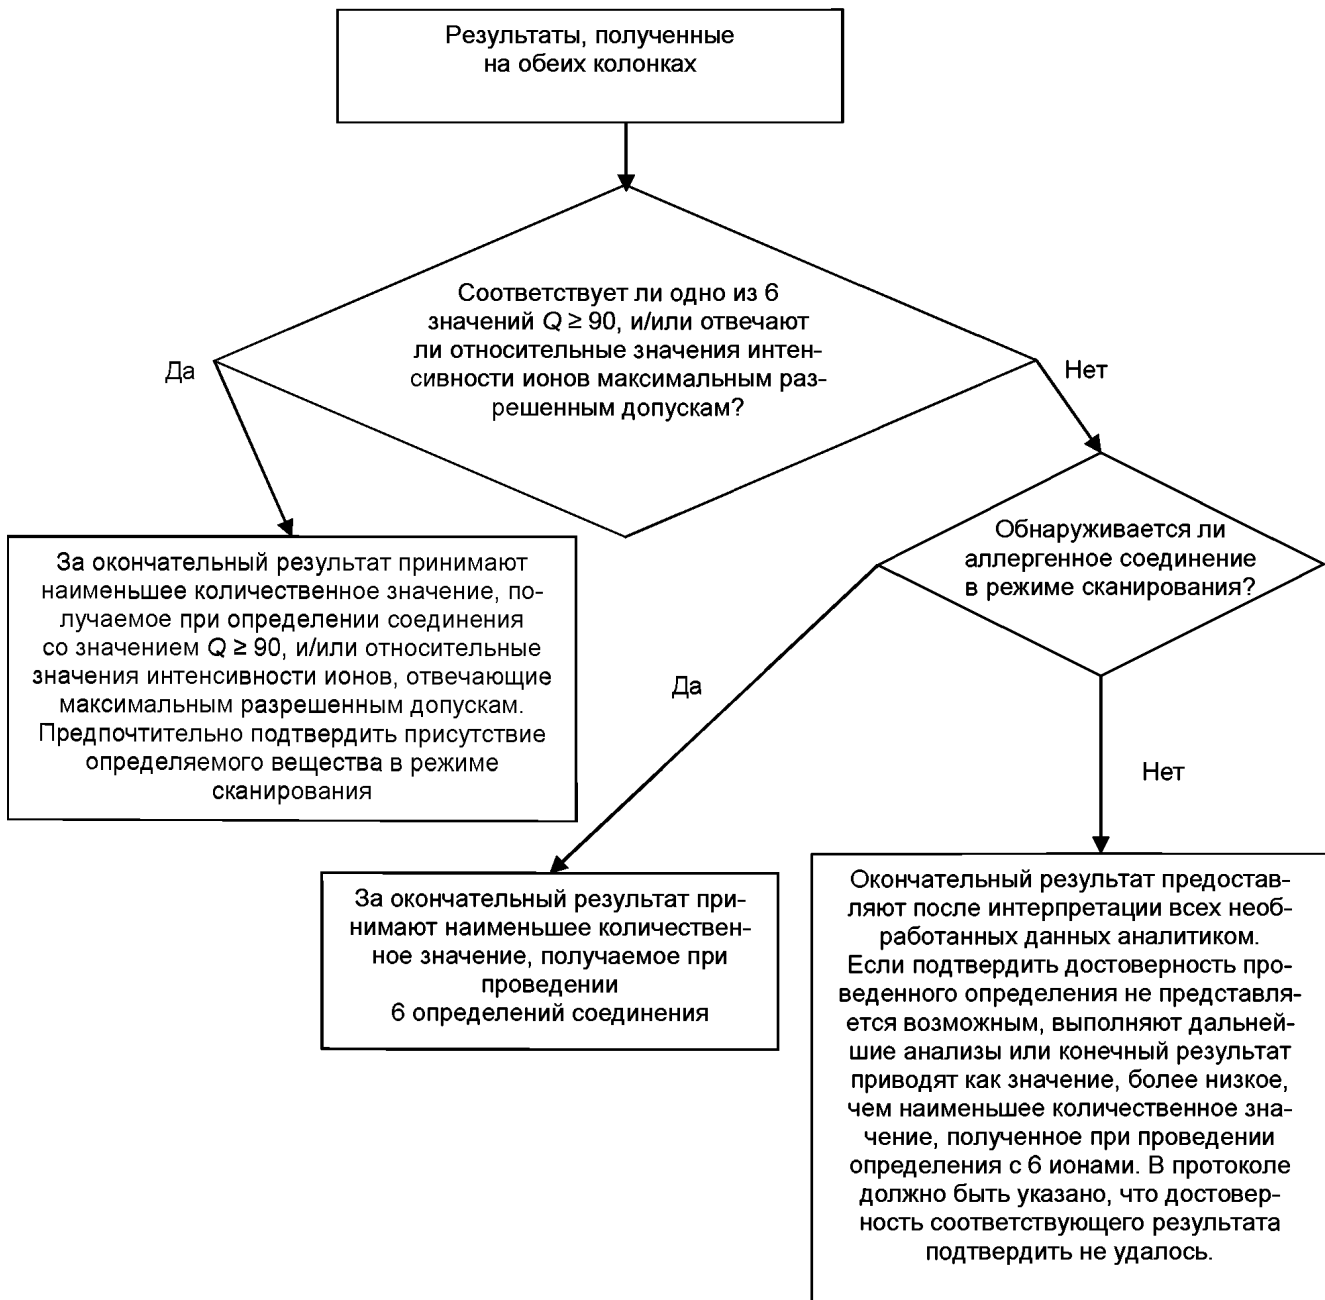 Результаты, полученные
на обеих колонках
Соответствует ли одно из 6
значений Q ≥ 90, и/или отвечают
ли относительные значения интен-
сивности ионов максимальным раз-
решенным допускам?
Да
Нет
За окончательный результат принимают
наименьшее количественное значение, по-
лучаемое при определении соединения
со значением Q ≥ 90, и/или относительные
значения интенсивности ионов, отвечающие
максимальным разрешенным допускам.
Предпочтительно подтвердить присутствие
определяемого вещества в режиме
сканирования
Обнаруживается ли
аллергенное соединение
в режиме сканирования?
Да
Нет
За окончательный результат при-
нимают наименьшее количествен-
ное значение, получаемое при
проведении
6 определений соединения
Окончательный результат предостав-
ляют после интерпретации всех необ-
работанных данных аналитиком.
Если подтвердить достоверность про-
веденного определения не представля-
ется возможным, выполняют дальней-
шие анализы или конечный результат
приводят как значение, более низкое,
чем наименьшее количественное зна-
чение, полученное при проведении
определения с 6 ионами. В протоколе
должно быть указано, что достовер-
ность соответствующего результата
подтвердить не удалось.